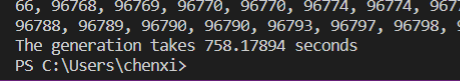 66, 96768, 96769, 96770, 96770, 96774, 96774,
96788, 96789, 96790, 96790, 96793, 96797, 96798,
The generation takes 758.17894 seconds
PS C:\Users\chenxi>